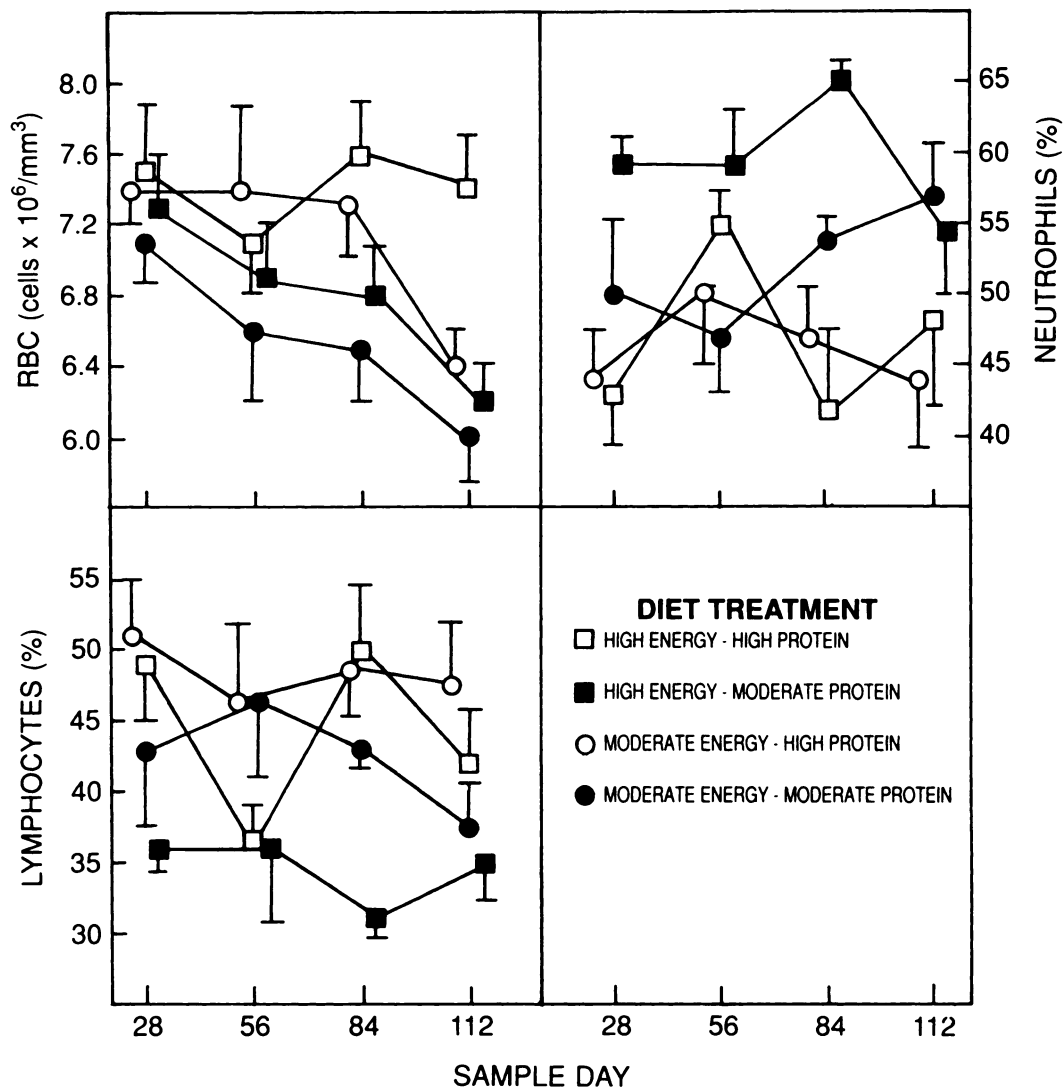 RBC (cells x 10⁶/mm³)
8.0
7.6
7.2
6.8
6.4
6.0
NEUTROPHILS (%)
65
60
55
50
45
40
LYMPHOCYTES (%)
55
50
45
40
35
30
DIET TREATMENT
HIGH ENERGY - HIGH PROTEIN
HIGH ENERGY - MODERATE PROTEIN
MODERATE ENERGY - HIGH PROTEIN
MODERATE ENERGY - MODERATE PROTEIN
28 56 84 112 28 56 84 112
SAMPLE DAY